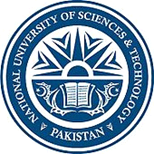 NATIONAL UNIVERSITY OF SCIENCES & TECHNOLOGY
PAKISTAN